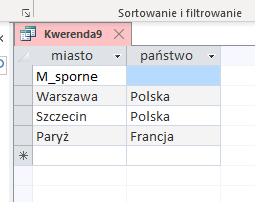 Sortowanie i filtrowanie
Kwerenda9
miasto państwo
M_sporne
Warszawa Polska
Szczecin Polska
Paryż Francja